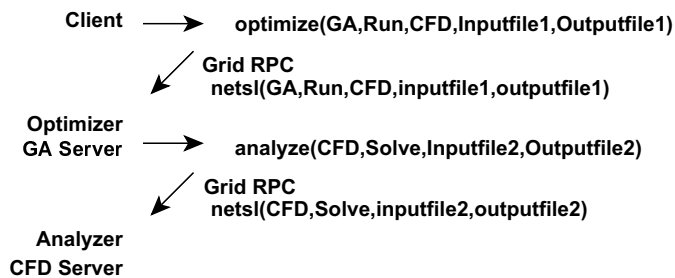 Client optimize(GA,Run,CFD,Inputfile1,Outputfile1)
Grid RPC
netsl(GA,Run,CFD,inputfile1,outputfile1)
Optimizer
GA Server analyze(CFD,Solve,Inputfile2,Outputfile2)
Grid RPC
netsl(CFD,Solve,inputfile2,outputfile2)
Analyzer
CFD Server